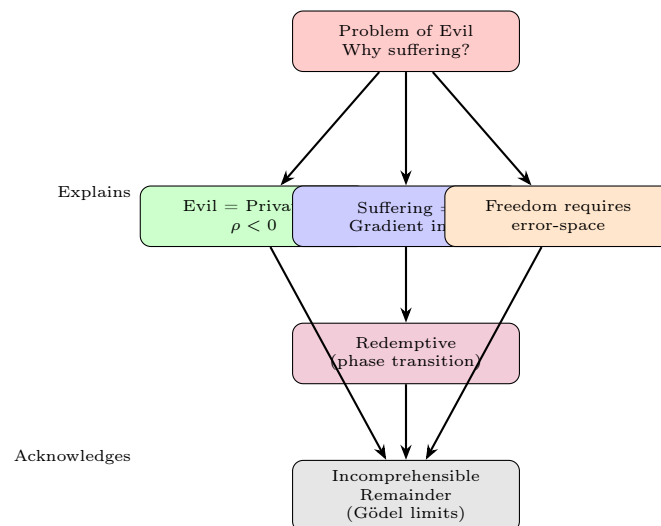 Problem of Evil
Why suffering?
Explains
Evil = Priva
ρ < 0
Suffering =
Gradient in
Freedom requires
error-space
Redemptive
(phase transition)
Acknowledges
Incomprehensible
Remainder
(Gödel limits)